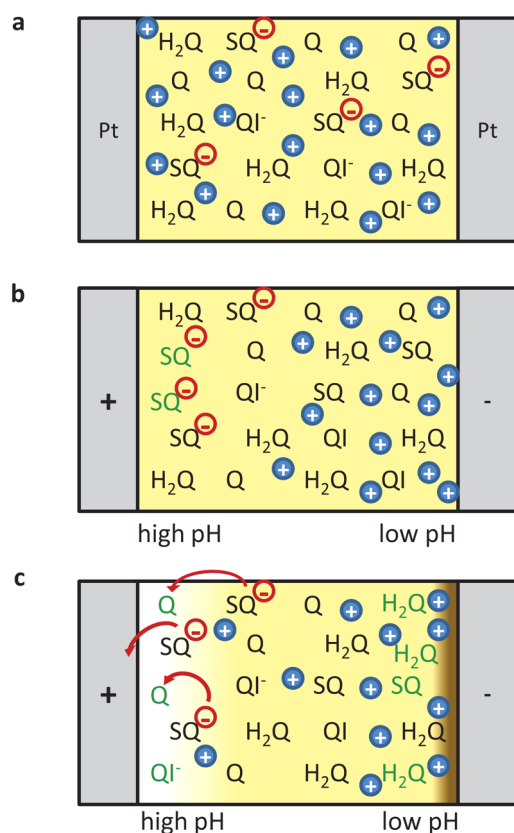 a
H₂Q SQ - + Q + Q +
Q + Q H₂Q SQ -
Pt + H₂Q + QI⁻ + SQ - + Q + Pt
+ SQ - H₂Q + QI⁻ + H₂Q
H₂Q + Q + H₂Q + QI⁻ +
b
H₂Q SQ - Q + Q +
SQ - Q + H₂Q + SQ
+ SQ - QI⁻ SQ + Q + -
SQ - H₂Q + QI + H₂Q
H₂Q Q + H₂Q + QI + +
high pH low pH
c
Q SQ - Q + H₂Q +
SQ - + Q H₂Q + H₂Q +
+ Q QI⁻ + SQ + SQ + -
SQ - H₂Q QI + H₂Q
QI⁻ + Q H₂Q + H₂Q +
high pH low pH